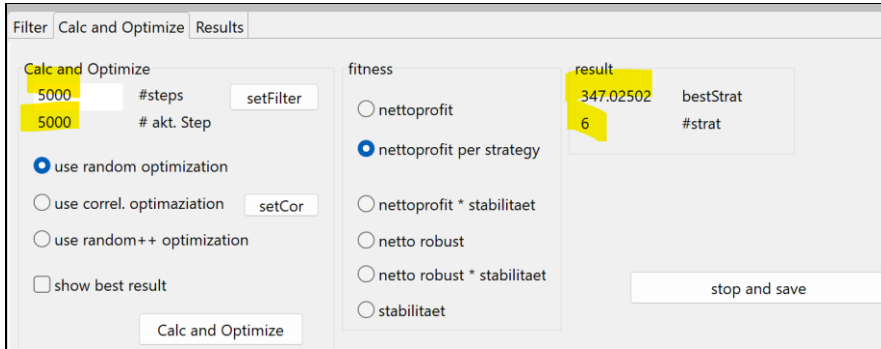 Filter Calc and Optimize Results
Calc and Optimize
5000 #steps setFilter
5000 # akt. Step
use random optimization
use correl. optimaziation setCor
use random++ optimization
show best result
Calc and Optimize
fitness
nettoprofit
nettoprofit per strategy
nettoprofit * stabilitaet
netto robust
netto robust * stabilitaet
stabilitaet
result
347.02502 bestStrat
6 #strat
stop and save